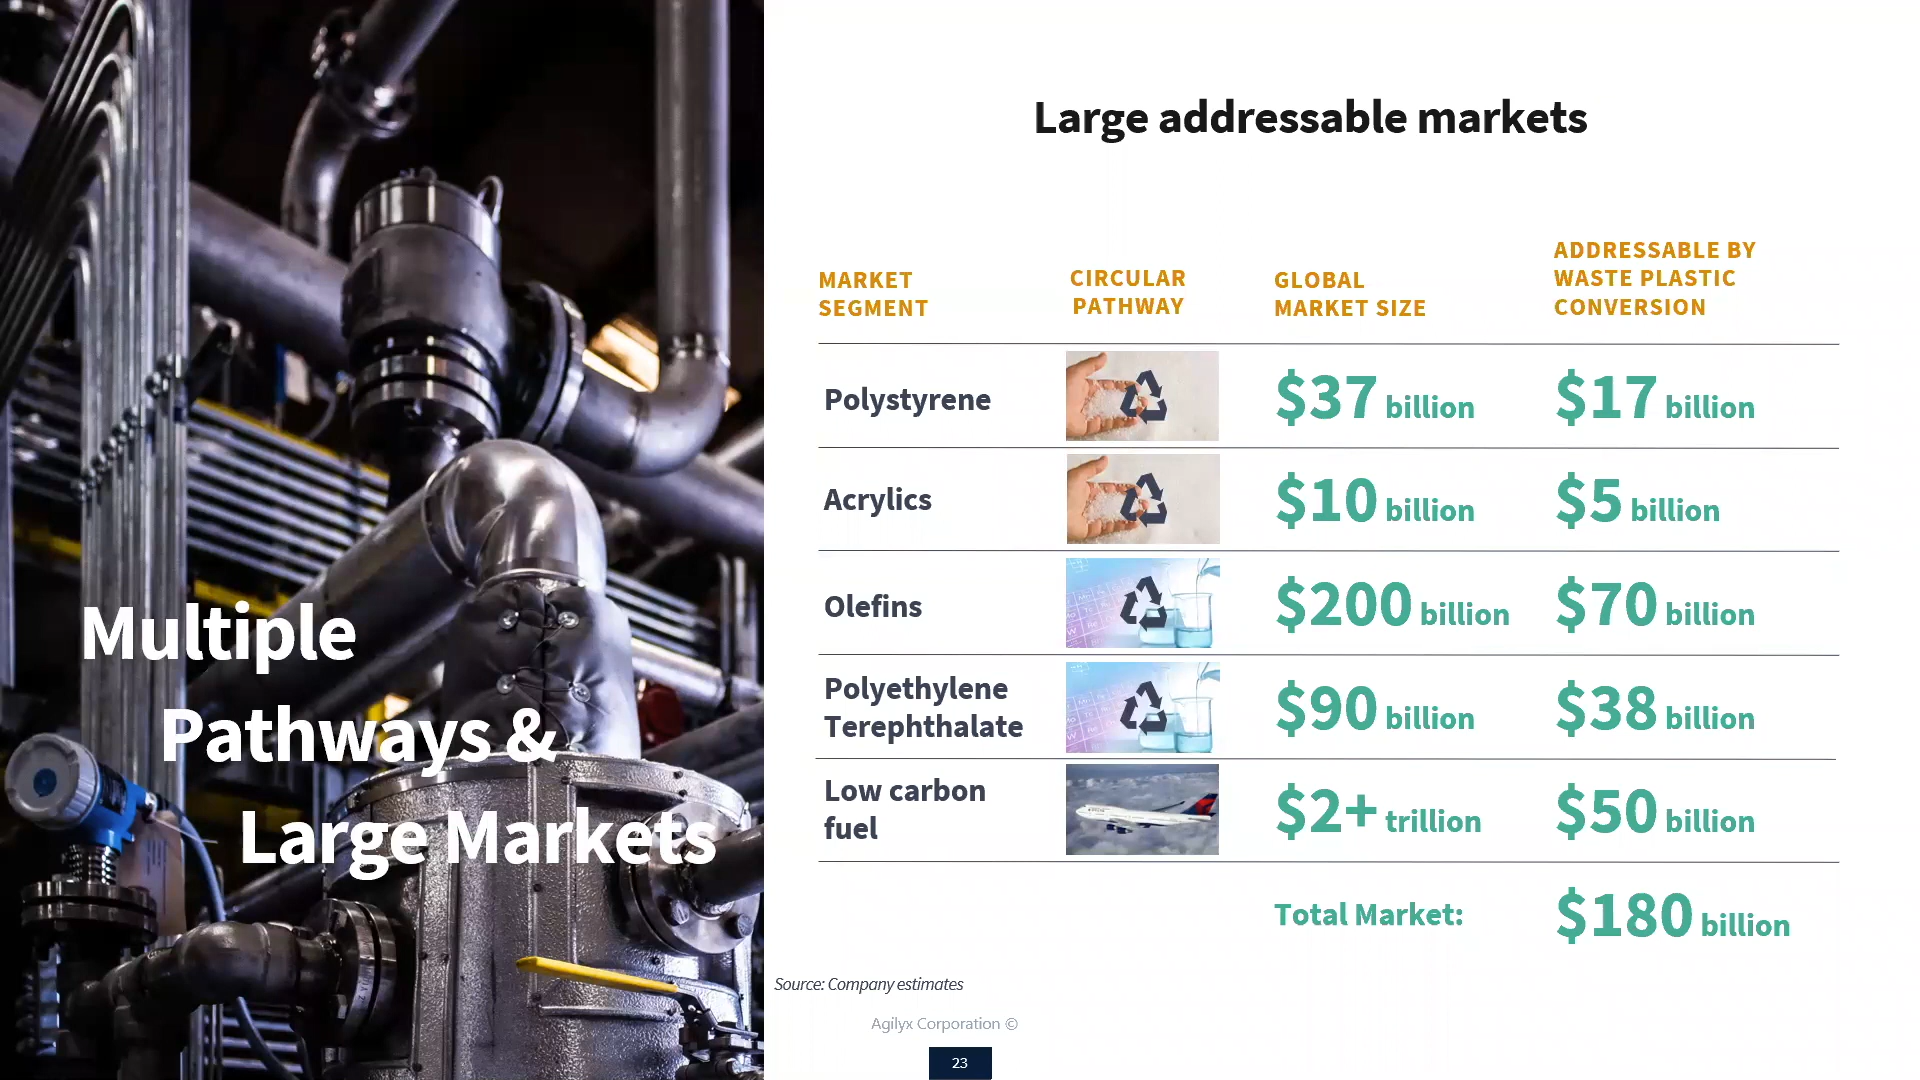 Multiple
Pathways &
Large Markets
Large addressable markets
MARKET
SEGMENT
CIRCULAR
PATHWAY
GLOBAL
MARKET SIZE
ADDRESSABLE BY
WASTE PLASTIC
CONVERSION
Polystyrene
$37 billion
$17 billion
Acrylics
$10 billion
$5 billion
Olefins
$200 billion
$70 billion
Polyethylene
Terephthalate
$90 billion
$38 billion
Low carbon
fuel
$2+ trillion
$50 billion
Total Market:
$180 billion
Source: Company estimates
Agilyx Corporation ©
23